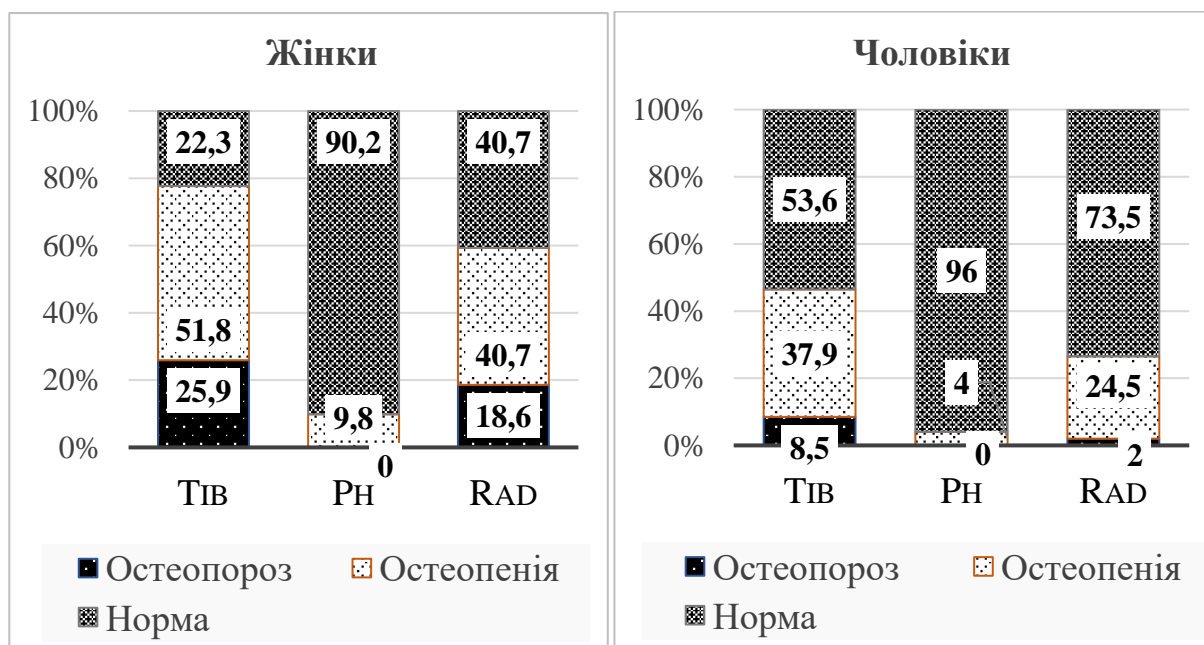 Жінки
100%
80%
60%
40%
20%
0%
22,3
90,2
40,7
51,8
40,7
25,9
9,8
18,6
0
TIB
PH
RAD
Остеопороз
Остеопенія
Норма
Чоловіки
100%
80%
60%
40%
20%
0%
53,6
73,5
96
37,9
4
24,5
8,5
0
2
TIB
PH
RAD
Остеопороз
Остеопенія
Норма